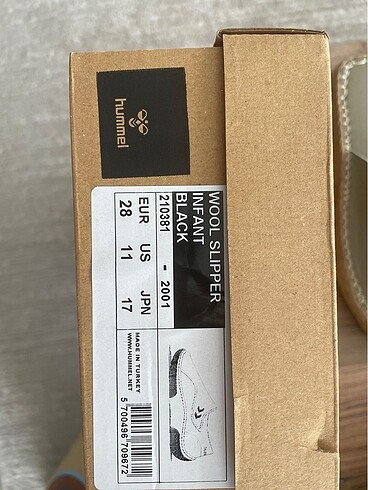 hummel
WOOL SLIPPER
INFANT
BLACK
210381 - 2001
EUR US JPN
28 11 17
MADE IN TURKEY
WWW.HUMMEL.NET
5 700496 709672